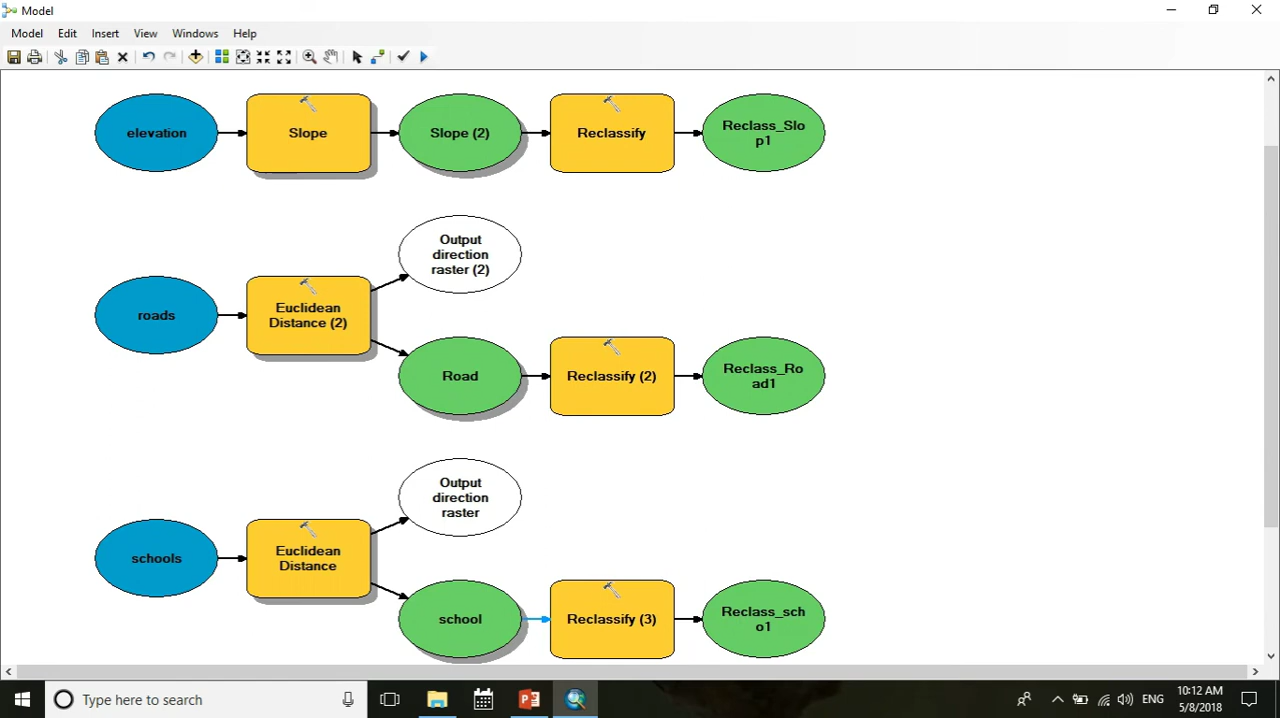 Model
Model Edit Insert View Windows Help
elevation
Slope
Slope (2)
Reclassify
Reclass_Slo
p1
Output
direction
raster (2)
roads
Euclidean
Distance (2)
Road
Reclassify (2)
Reclass_Ro
ad1
Output
direction
raster
schools
Euclidean
Distance
school
Reclassify (3)
Reclass_sch
o1
Type here to search
ENG
10:12 AM
5/8/2018